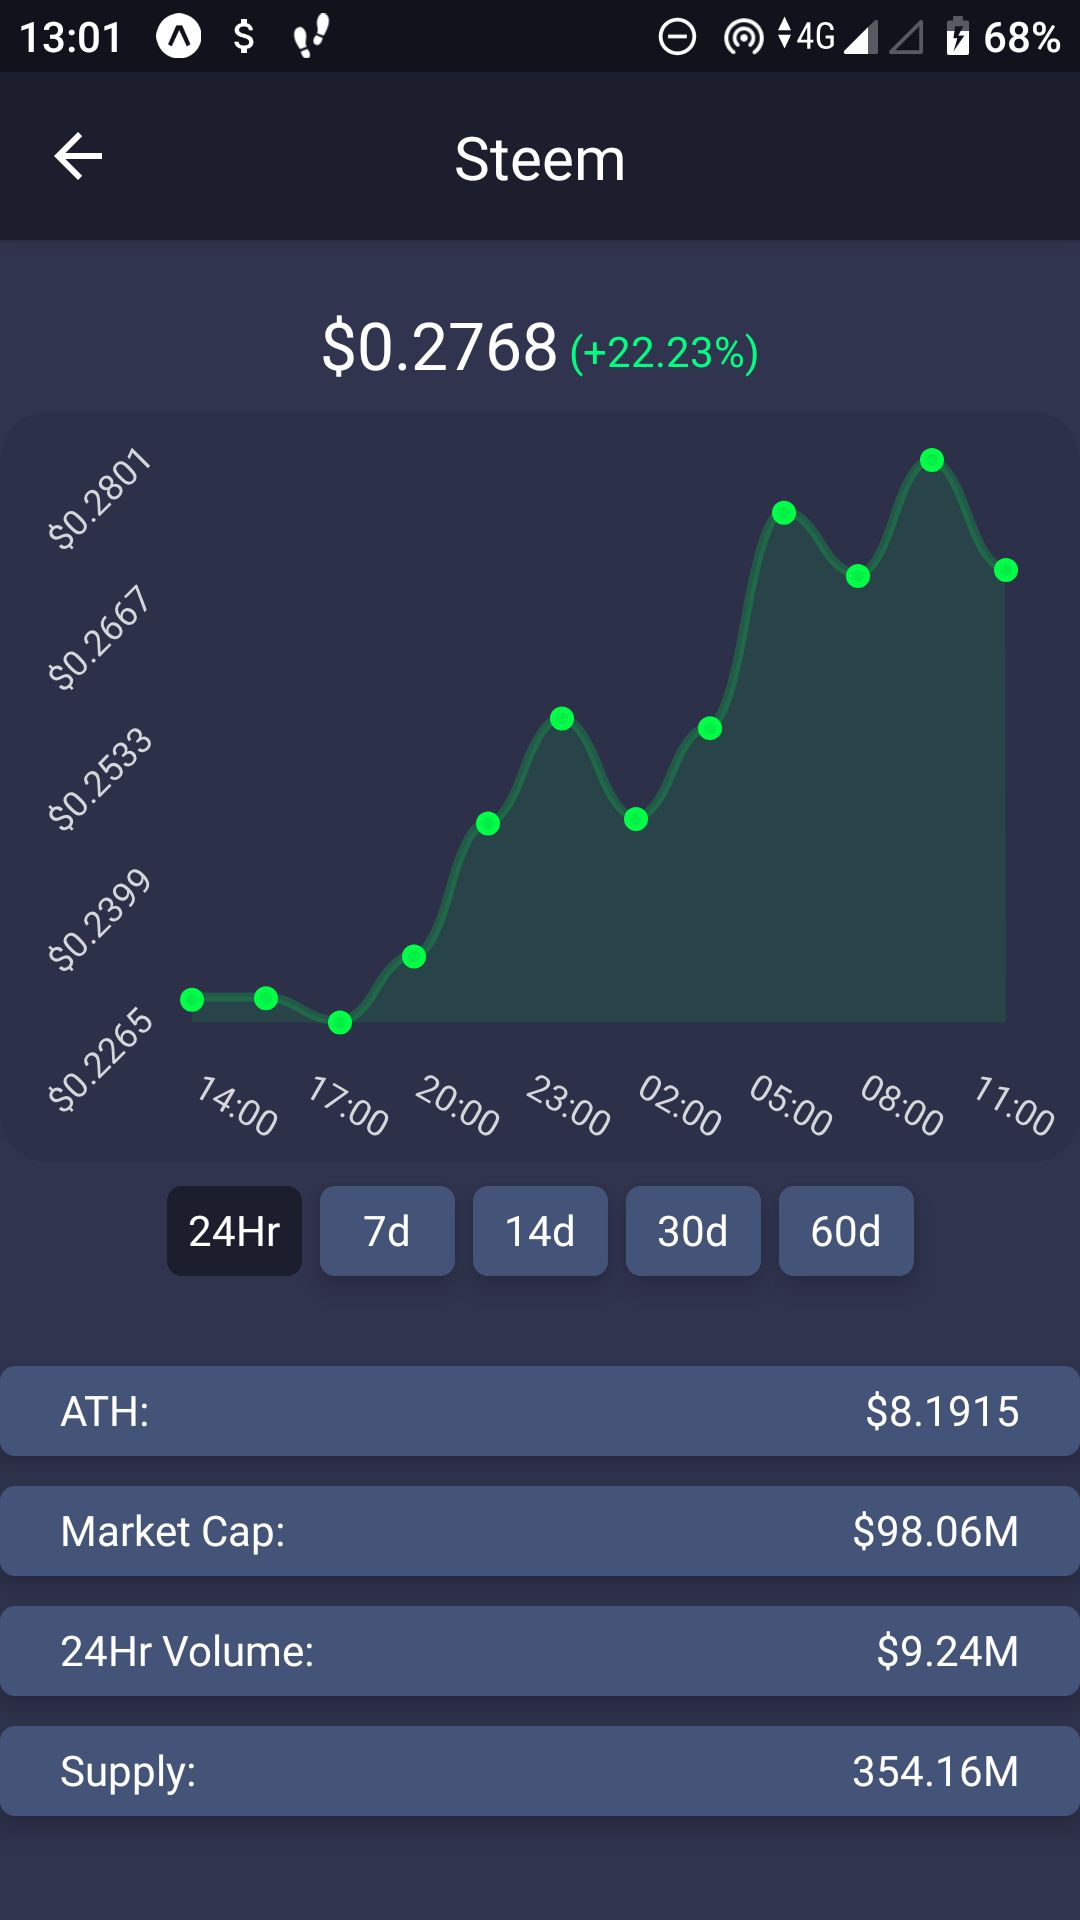 13:01 $ 4G 68%
Steem
$0.2768 (+22.23%)
$0.2801
$0.2667
$0.2533
$0.2399
$0.2265
14:00 17:00 20:00 23:00 02:00 05:00 08:00 11:00
24Hr 7d 14d 30d 60d
ATH: $8.1915
Market Cap: $98.06M
24Hr Volume: $9.24M
Supply: 354.16M